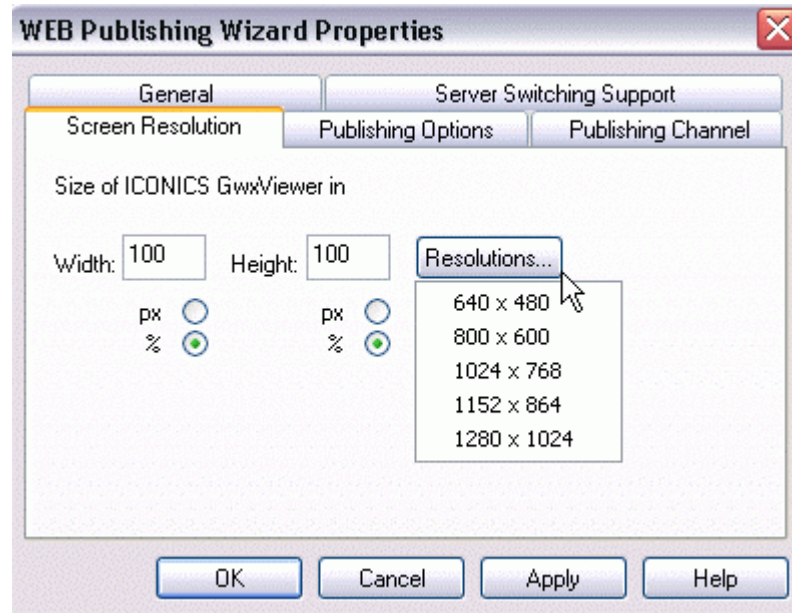 WEB Publishing Wizard Properties
General Server Switching Support
Screen Resolution Publishing Options Publishing Channel
Size of ICONICS GwxViewer in
Width: 100 Height: 100 Resolutions...
px px
% %
640 x 480
800 x 600
1024 x 768
1152 x 864
1280 x 1024
OK Cancel Apply Help